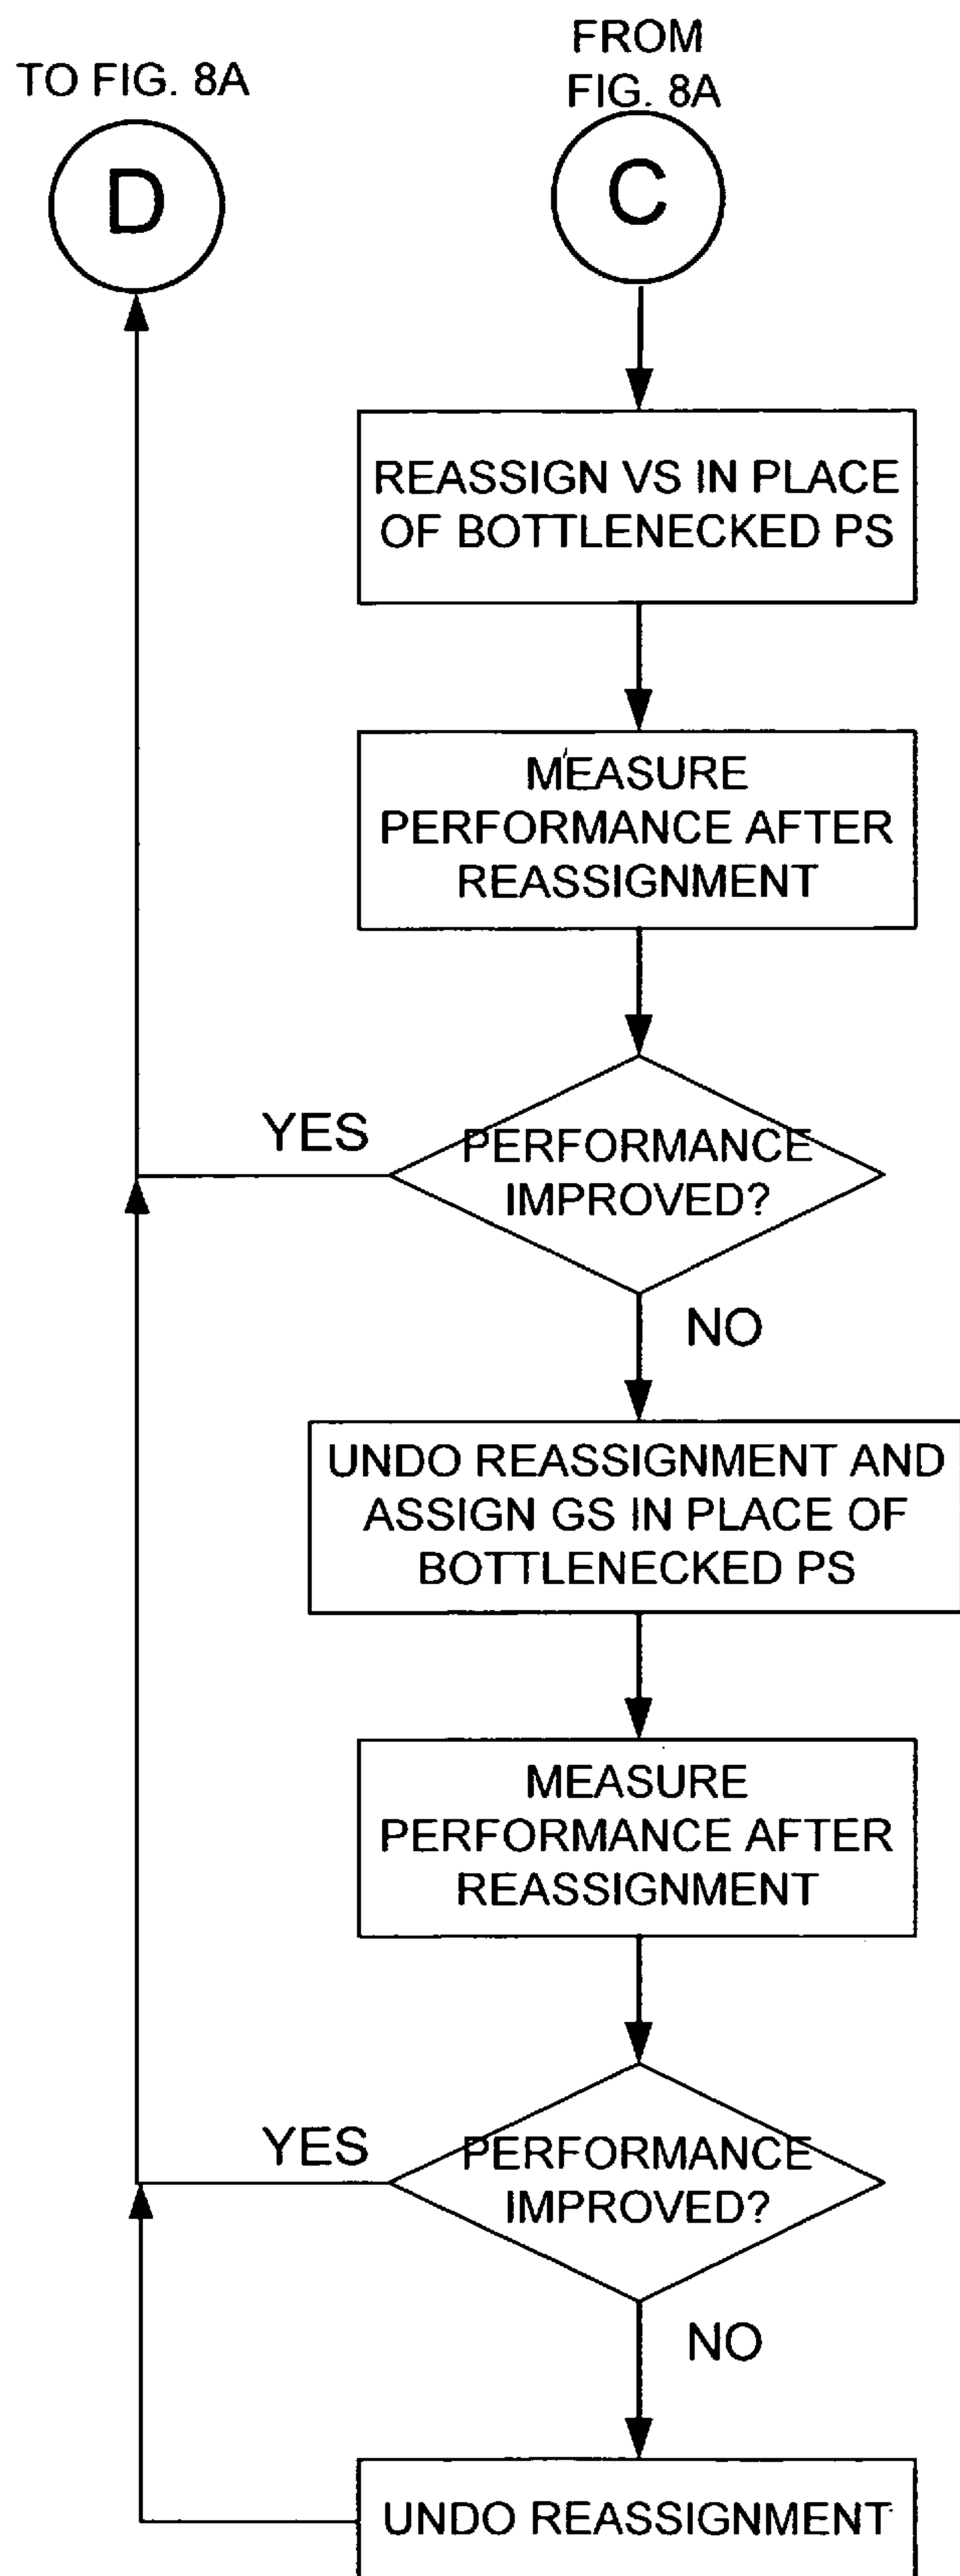 TO FIG. 8A
D
FROM
FIG. 8A
C
REASSIGN VS IN PLACE
OF BOTTLENECKED PS
MEASURE
PERFORMANCE AFTER
REASSIGNMENT
YES
PERFORMANCE
IMPROVED?
NO
UNDO REASSIGNMENT AND
ASSIGN GS IN PLACE OF
BOTTLENECKED PS
MEASURE
PERFORMANCE AFTER
REASSIGNMENT
YES
PERFORMANCE
IMPROVED?
NO
UNDO REASSIGNMENT